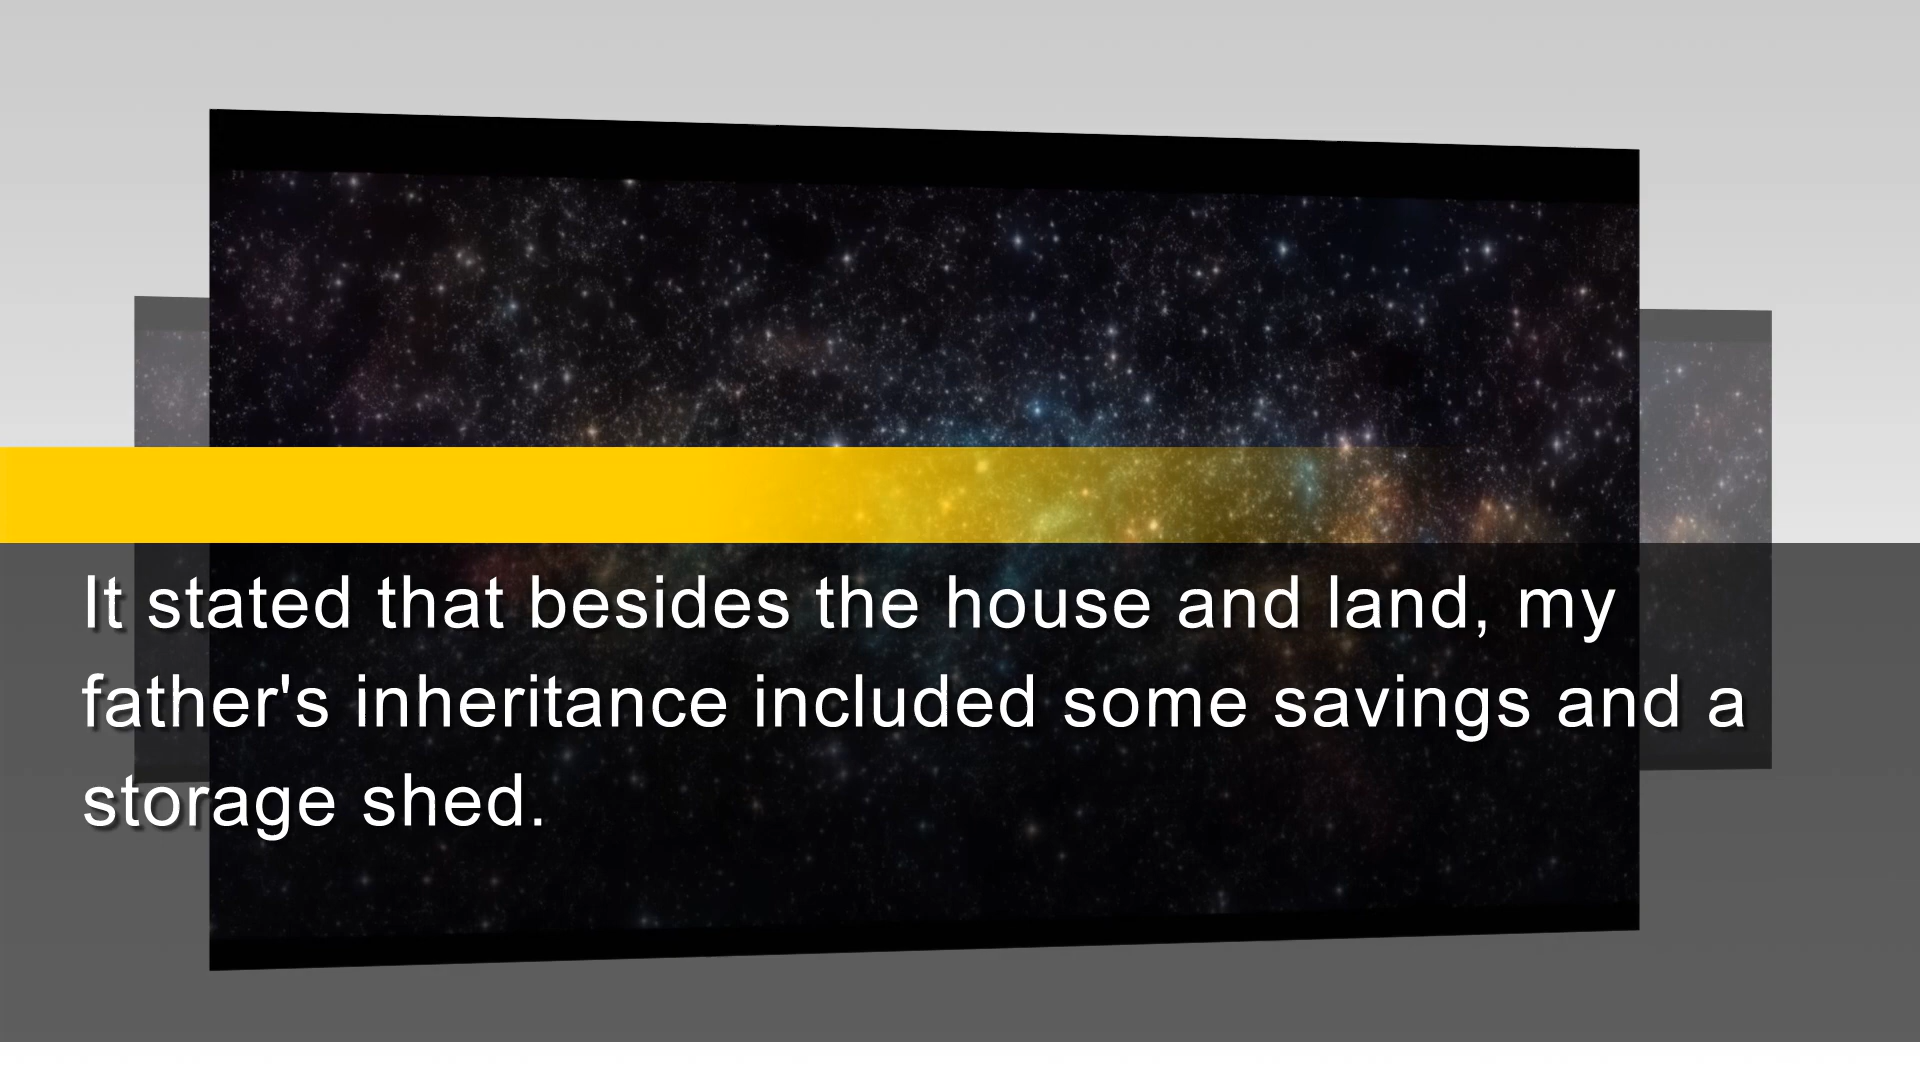 It stated that besides the house and land, my
father's inheritance included some savings and a
storage shed.